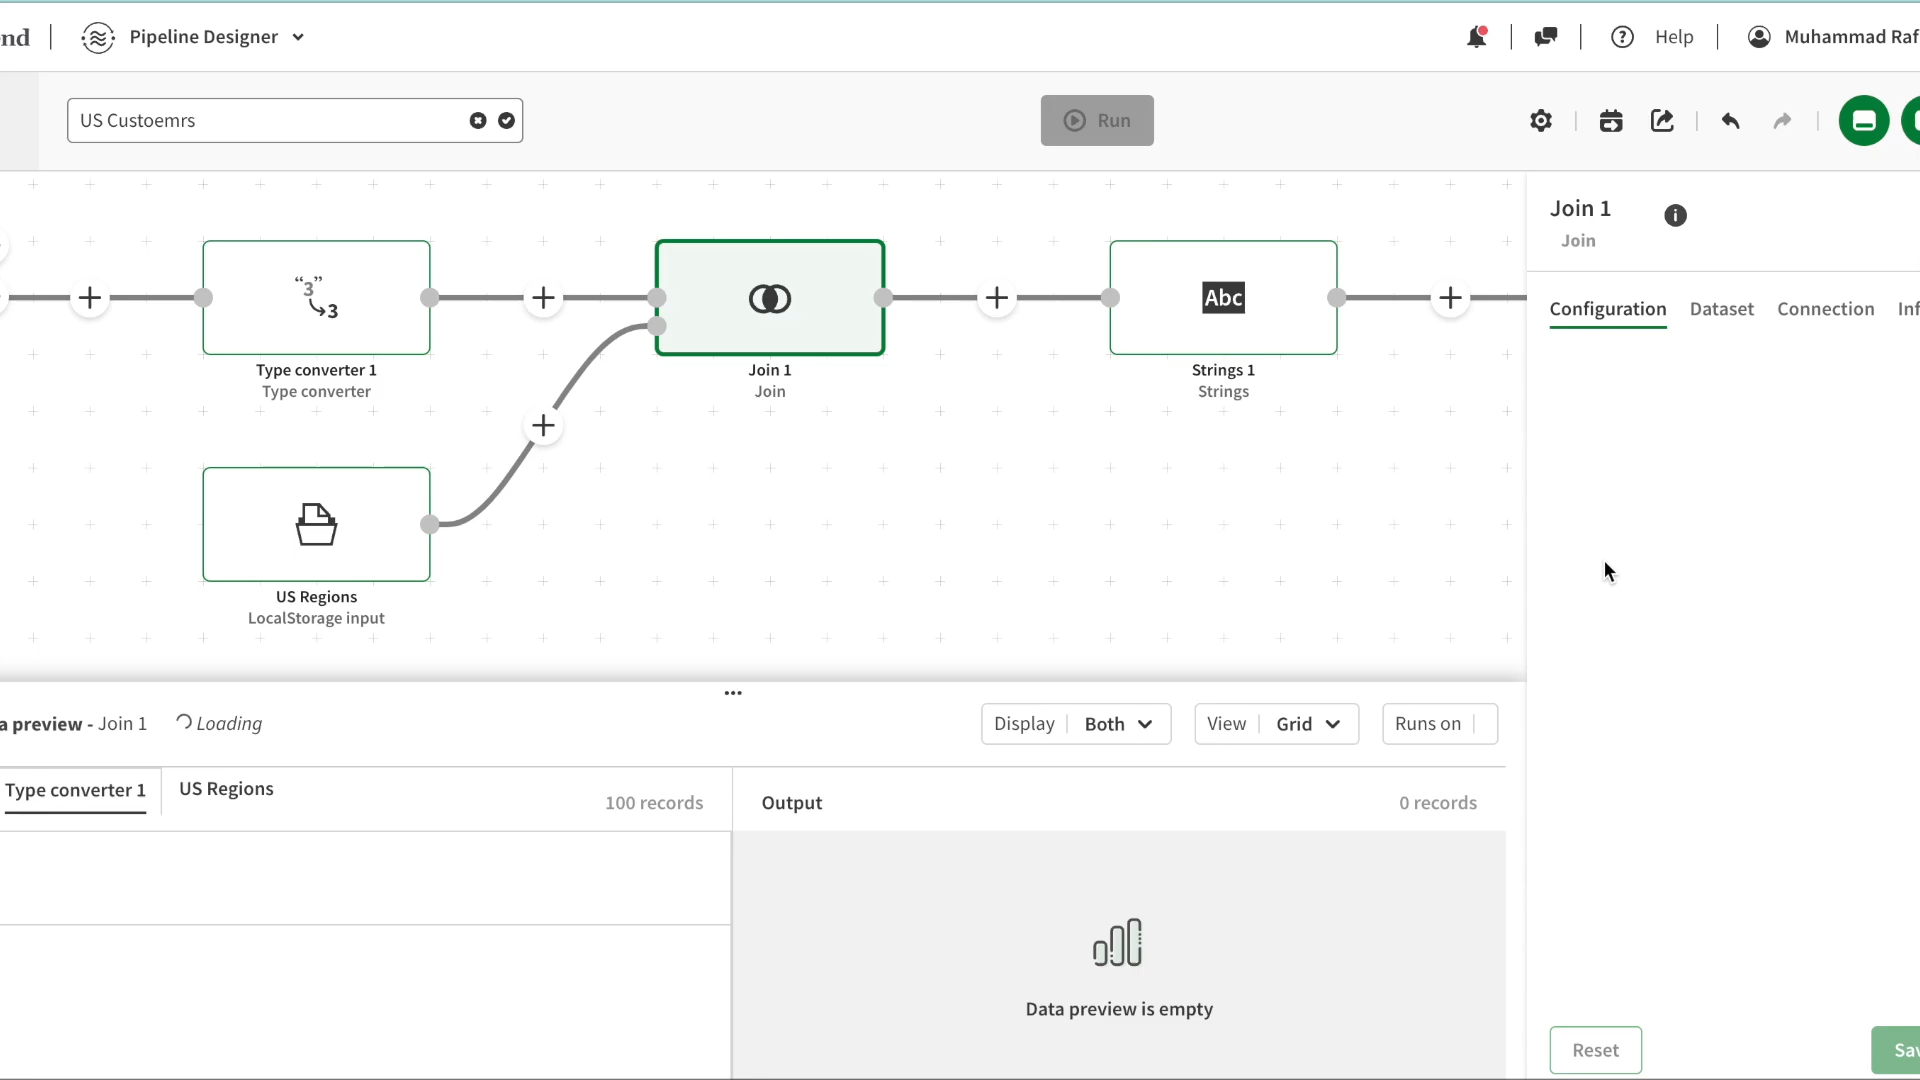 nd
Pipeline Designer
Help
Muhammad Raf
US Custoemrs
Run
Join 1
Join
Configuration
Dataset
Connection
Inf
“3”
3
Type converter 1
Type converter
Join 1
Join
Abc
Strings 1
Strings
US Regions
LocalStorage input
a preview - Join 1
Loading
Display
Both
View
Grid
Runs on
Type converter 1
US Regions
100 records
Output
0 records
Data preview is empty
Reset
Sav